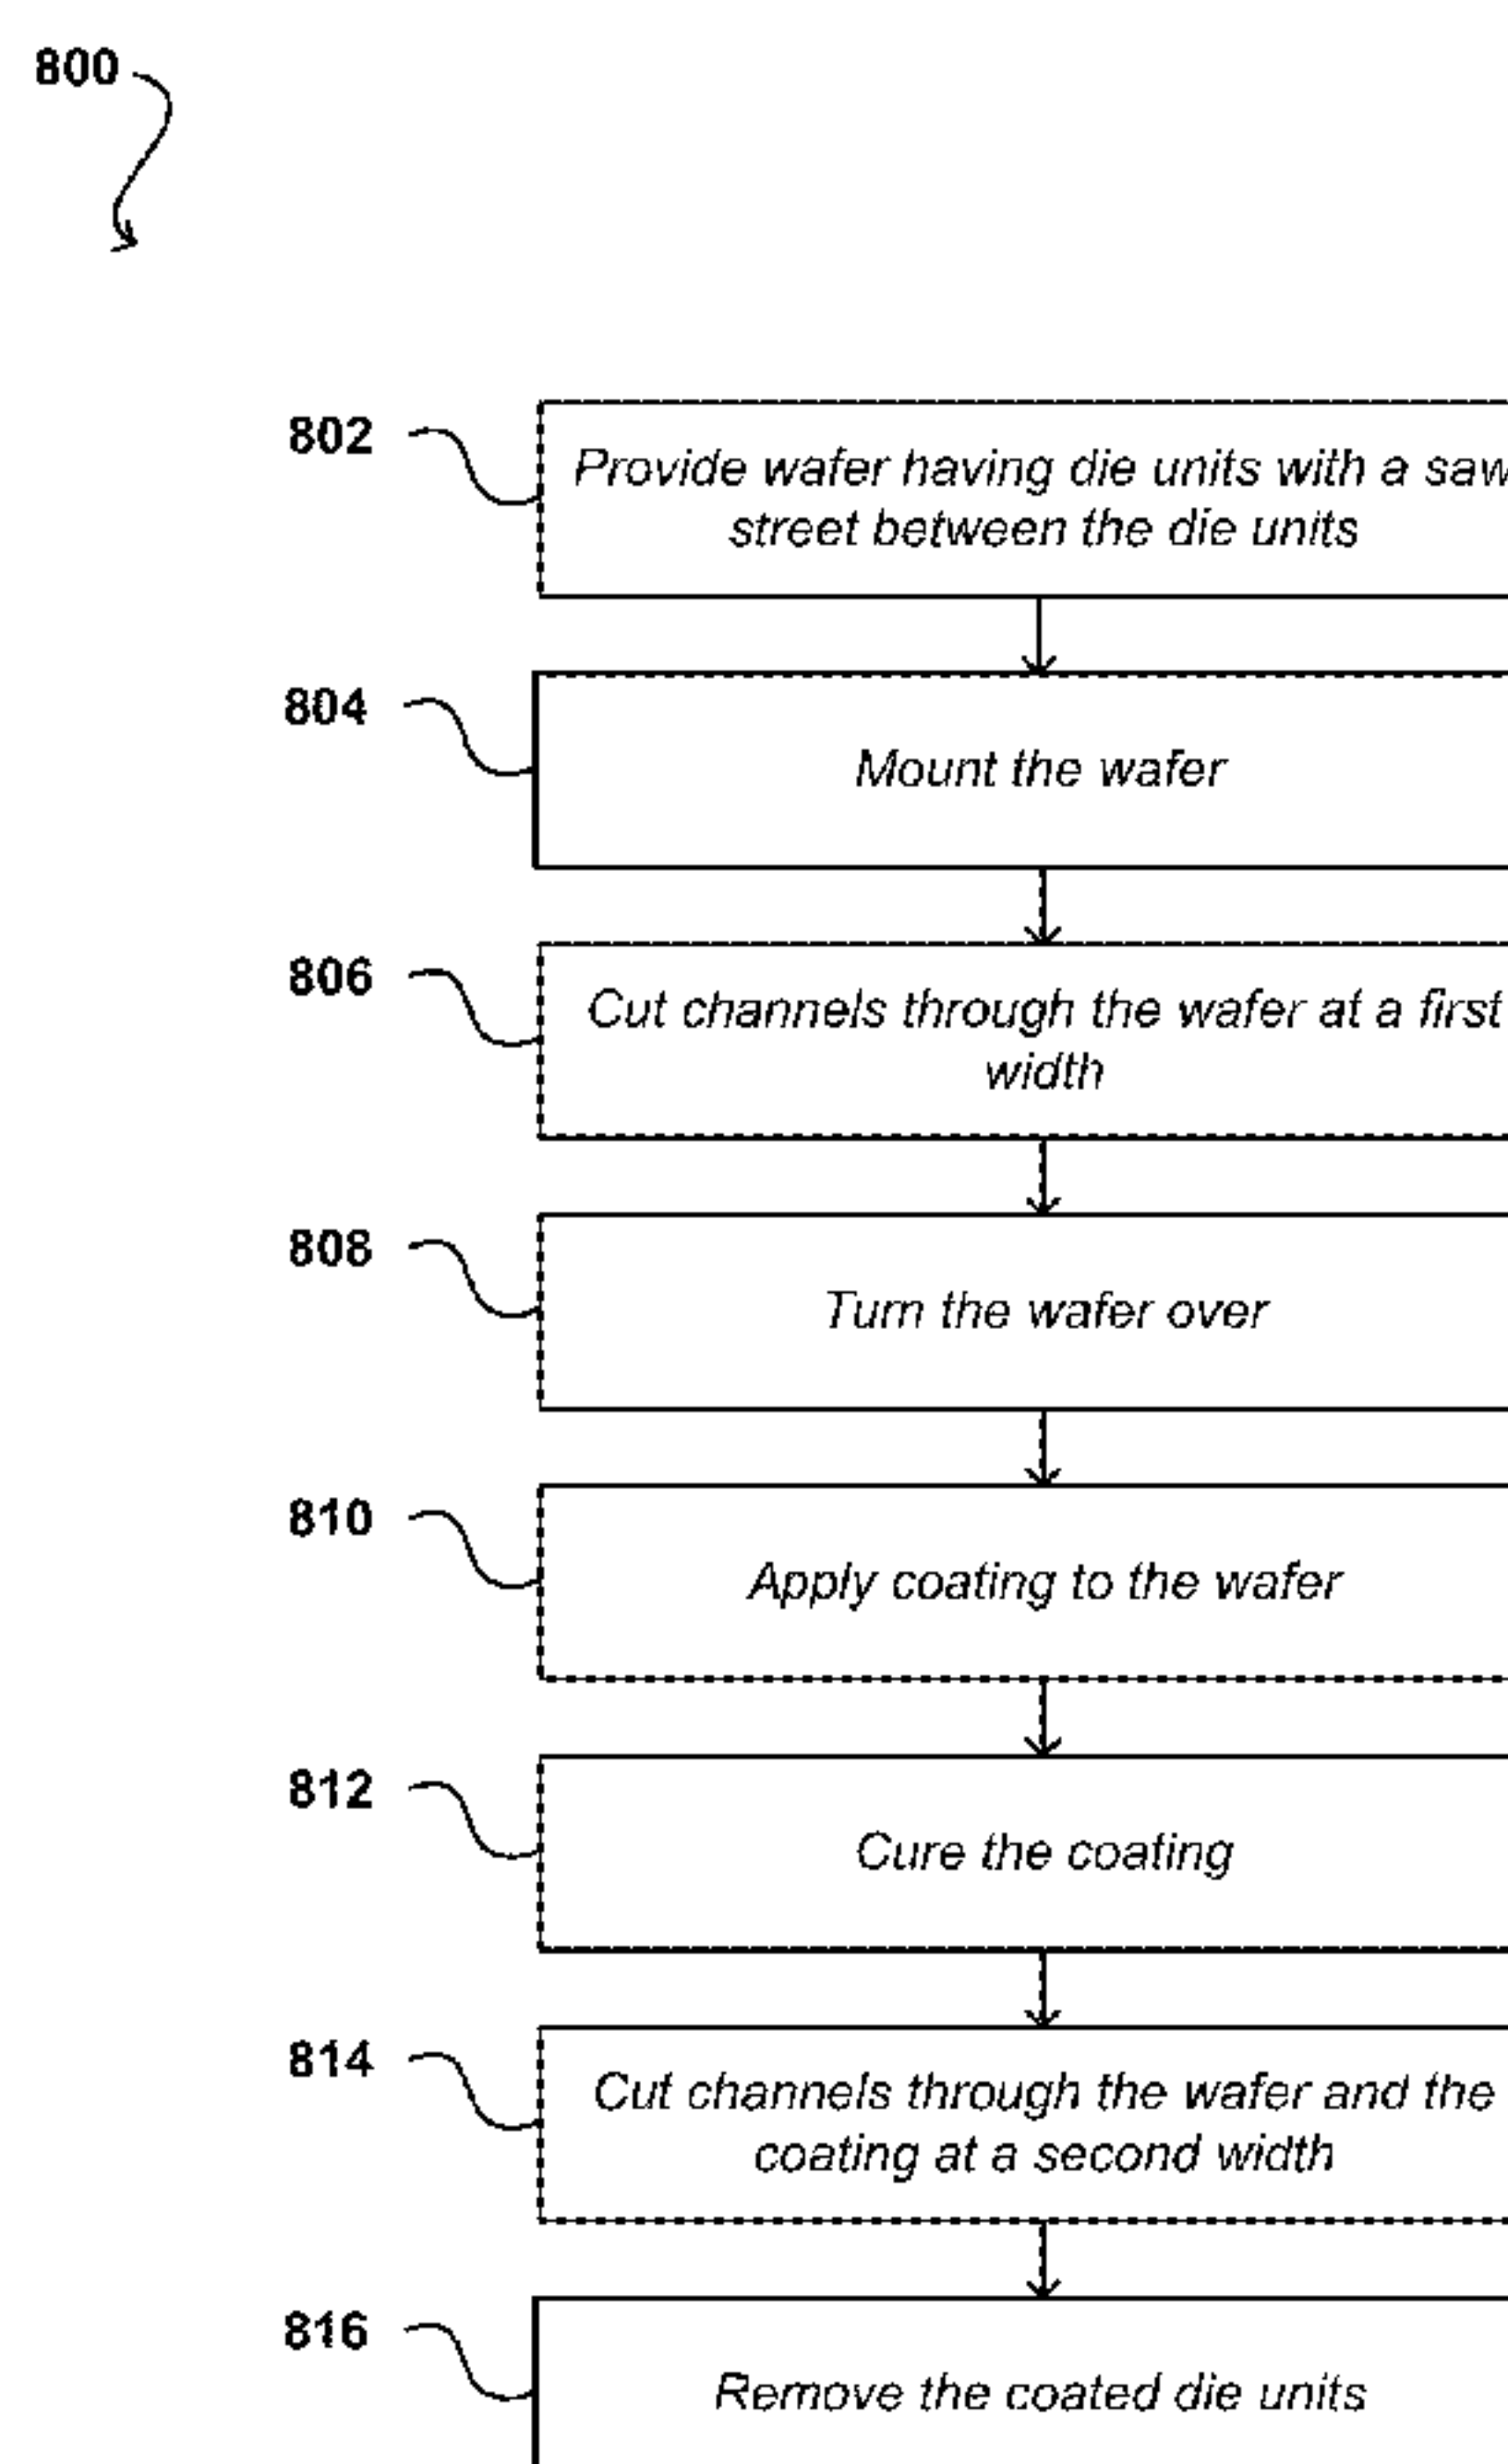 800
802
Provide wafer having die units with a saw
street between the die units
804
Mount the wafer
806
Cut channels through the wafer at a first
width
808
Turn the wafer over
810
Apply coating to the wafer
812
Cure the coating
814
Cut channels through the wafer and the
coating at a second width
816
Remove the coated die units